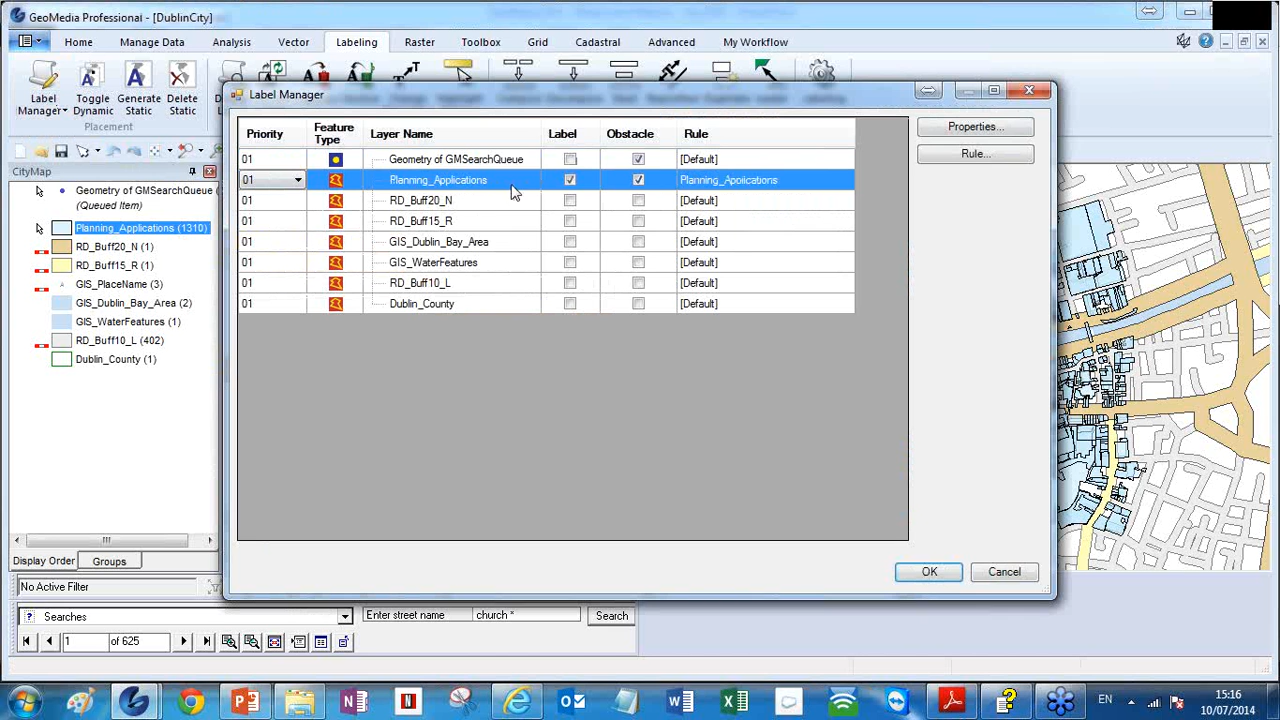 GeoMedia Professional - [DublinCity]
Home Manage Data Analysis Vector Labeling Raster Toolbox Grid Cadastral Advanced My Workflow
Label Manager Toggle Dynamic Generate Static Delete Static
Placement
CityMap
Geometry of GMSearchQueue
(Queued Item)
Planning_Applications (1310)
RD_Buff20_N (1)
RD_Buff15_R (1)
GIS_PlaceName (3)
GIS_Dublin_Bay_Area (2)
GIS_WaterFeatures (1)
RD_Buff10_L (402)
Dublin_County (1)
Display Order Groups
No Active Filter
Label Manager
Priority Feature Type Layer Name Label Obstacle Rule
01 Geometry of GMSearchQueue [Default]
01 Planning_Applications Planning_Apolications
01 RD_Buff20_N [Default]
01 RD_Buff15_R [Default]
01 GIS_Dublin_Bay_Area [Default]
01 GIS_WaterFeatures [Default]
01 RD_Buff10_L [Default]
01 Dublin_County [Default]
Properties...
Rule...
OK Cancel
Searches Enter street name church * Search
1 of 625
EN 15:16
10/07/2014